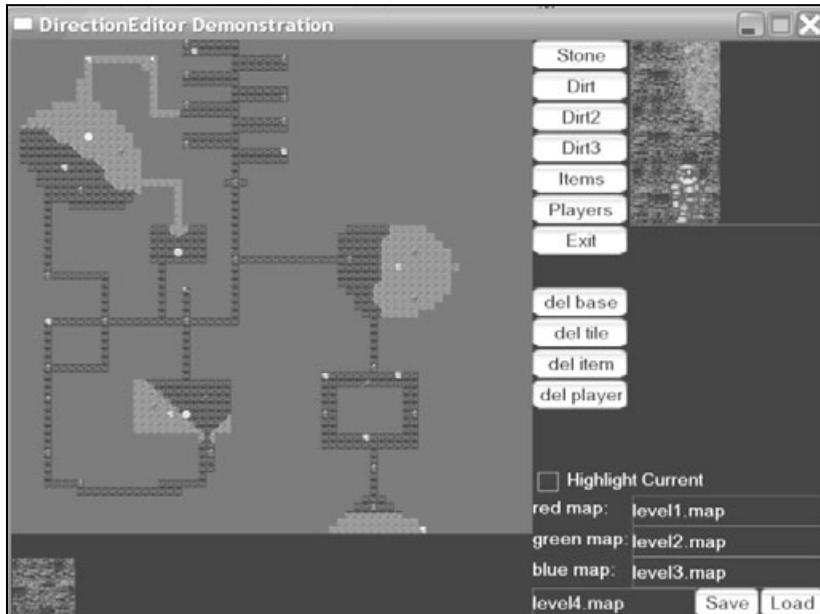 DirectionEditor Demonstration
Stone
Dirt
Dirt2
Dirt3
Items
Players
Exit
del base
del tile
del item
del player
Highlight Current
red map: level1.map
green map: level2.map
blue map: level3.map
level4.map Save Load